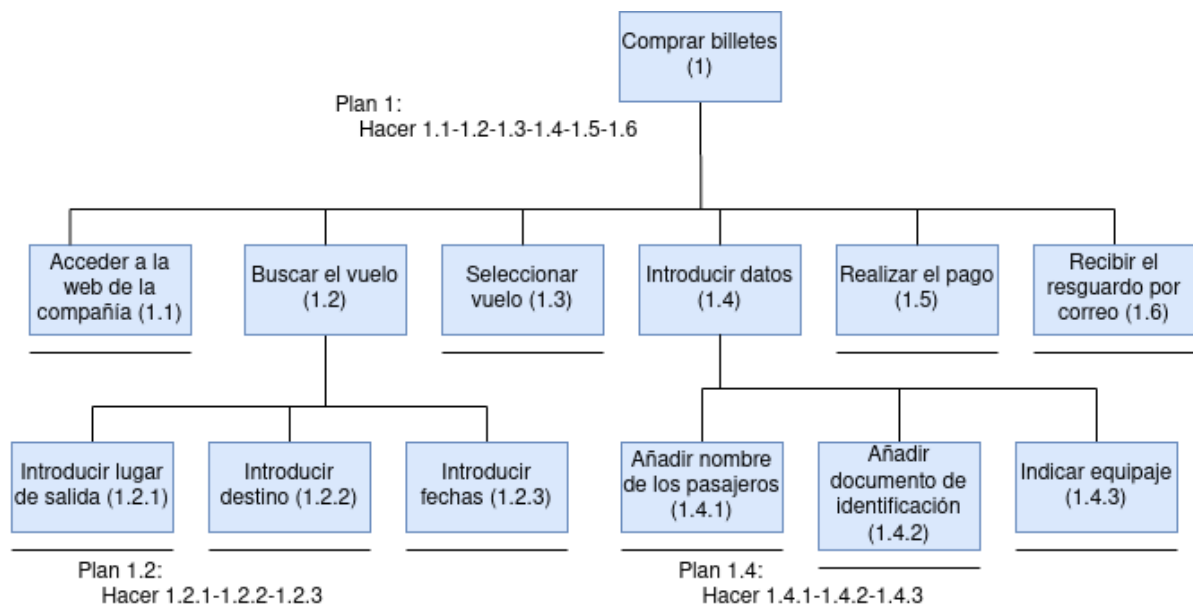 Comprar billetes
(1)
Plan 1:
Hacer 1.1-1.2-1.3-1.4-1.5-1.6
Acceder a la
web de la
compañía (1.1)
Buscar el vuelo
(1.2)
Seleccionar
vuelo (1.3)
Introducir datos
(1.4)
Realizar el pago
(1.5)
Recibir el
resguardo por
correo (1.6)
Introducir lugar
de salida (1.2.1)
Introducir
destino (1.2.2)
Introducir
fechas (1.2.3)
Añadir nombre
de los pasajeros
(1.4.1)
Añadir
documento de
identificación
(1.4.2)
Indicar equipaje
(1.4.3)
Plan 1.2:
Hacer 1.2.1-1.2.2-1.2.3
Plan 1.4:
Hacer 1.4.1-1.4.2-1.4.3